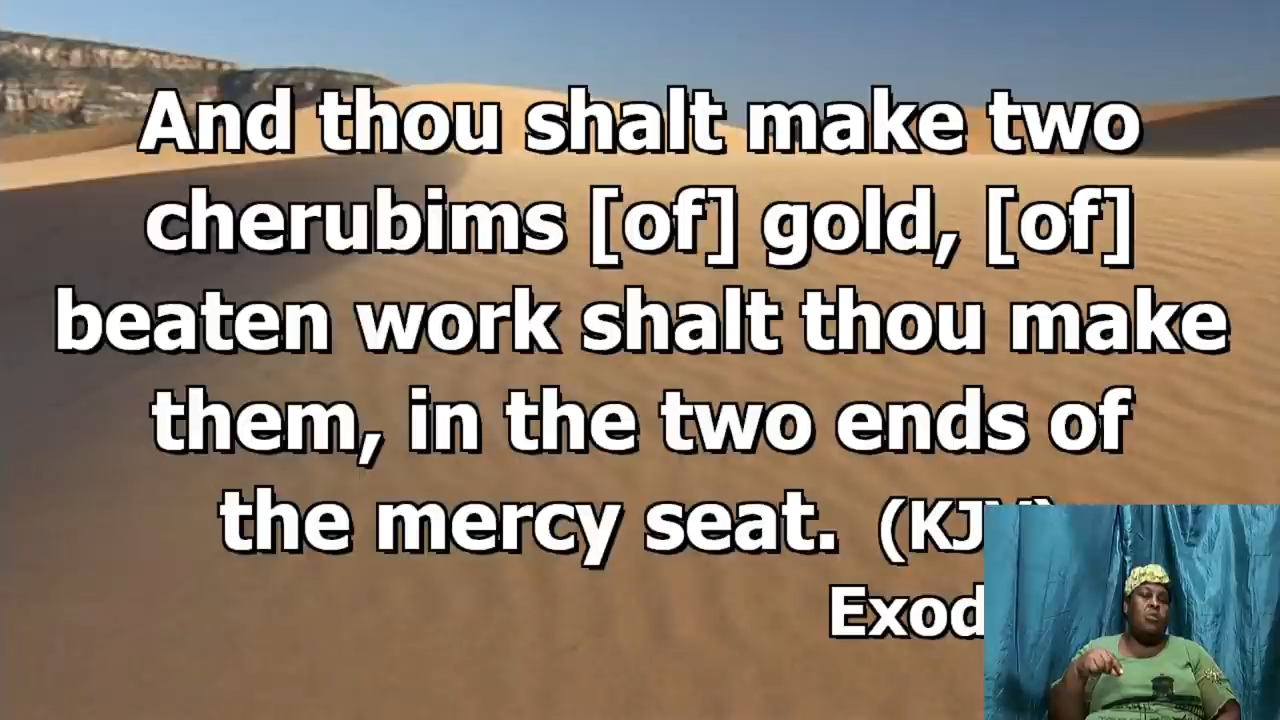 And thou shalt make two
cherubims [of] gold, [of]
beaten work shalt thou make
them, in the two ends of
the mercy seat. (KJV)
Exod